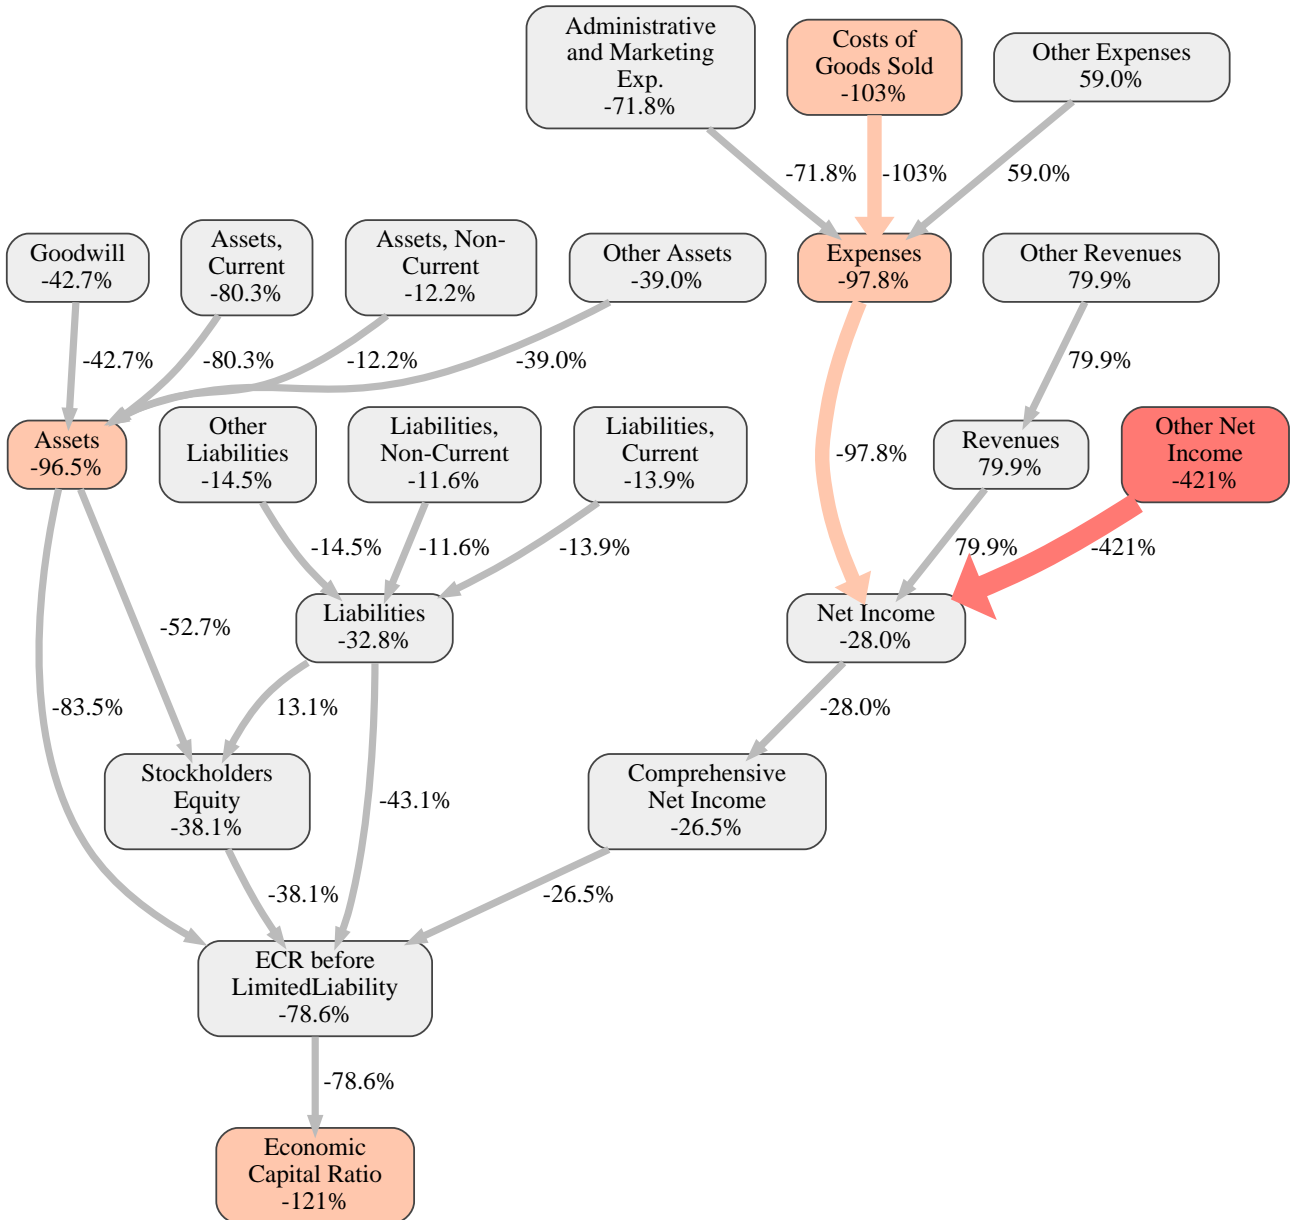 Administrative
and Marketing
Exp.
-71.8%
Costs of
Goods Sold
-103%
Other Expenses
59.0%
-71.8%
-103%
59.0%
Goodwill
-42.7%
Assets,
Current
-80.3%
Assets, Non-
Current
-12.2%
Other Assets
-39.0%
Expenses
-97.8%
Other Revenues
79.9%
-42.7%
-80.3%
-12.2%
-39.0%
79.9%
Assets
-96.5%
Other
Liabilities
-14.5%
Liabilities,
Non-Current
-11.6%
Liabilities,
Current
-13.9%
-97.8%
Revenues
79.9%
Other Net
Income
-421%
-14.5%
-11.6%
-13.9%
79.9%
-421%
-52.7%
Liabilities
-32.8%
Net Income
-28.0%
-83.5%
13.1%
-28.0%
Stockholders
Equity
-38.1%
-43.1%
Comprehensive
Net Income
-26.5%
-38.1%
-26.5%
ECR before
LimitedLiability
-78.6%
-78.6%
Economic
Capital Ratio
-121%